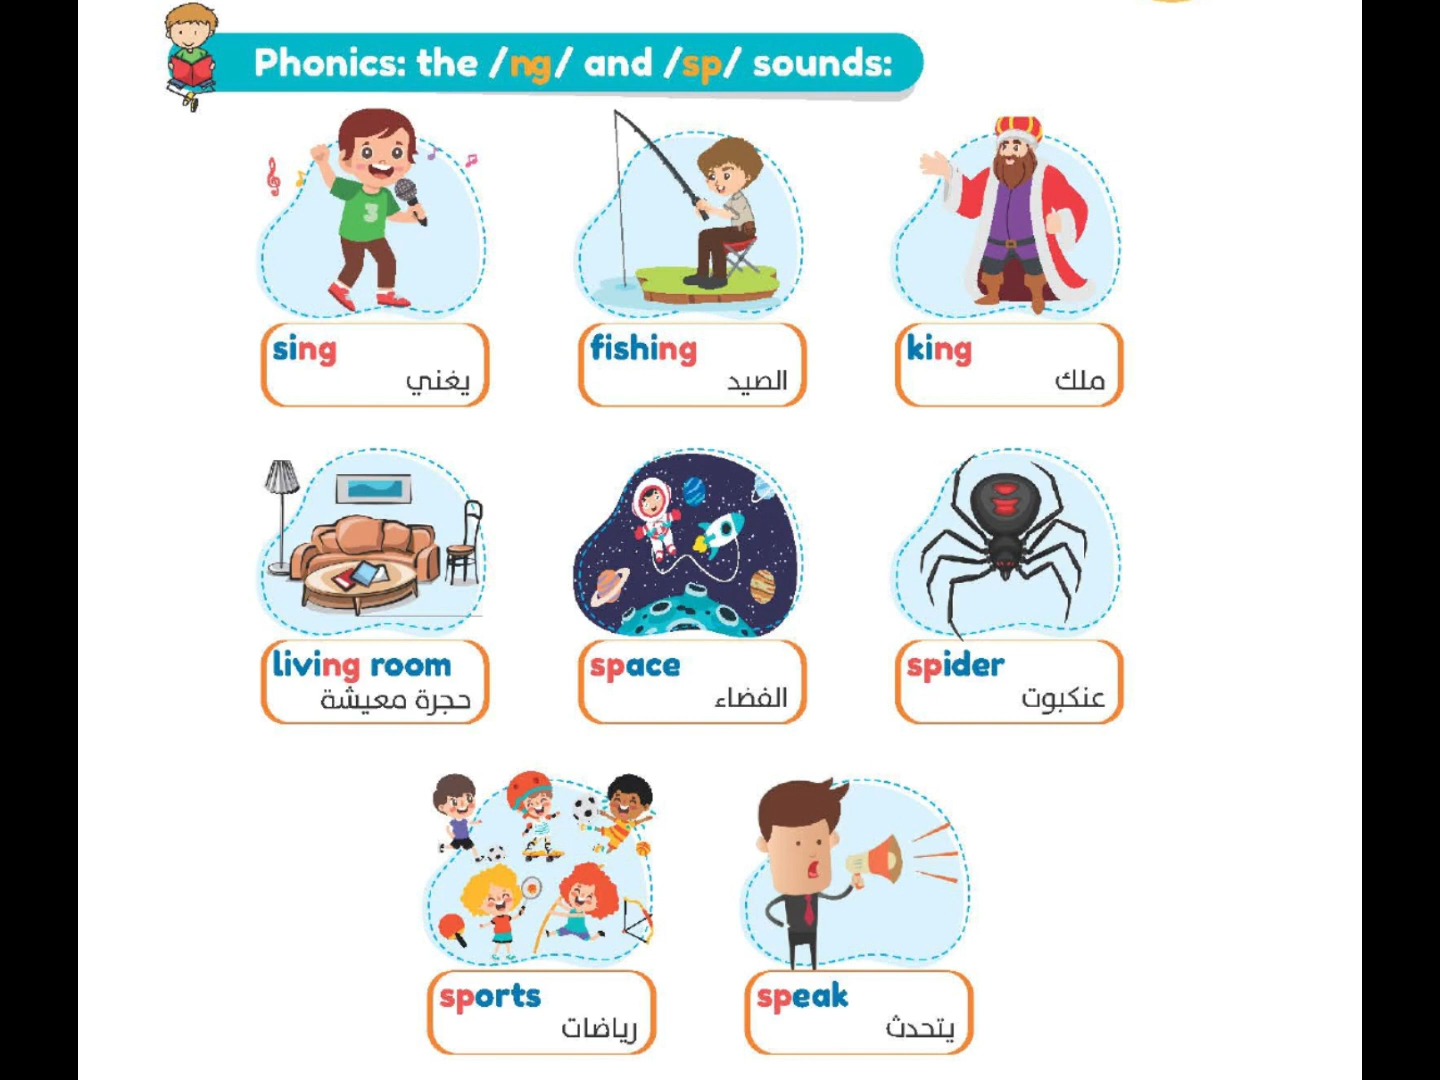 Phonics: the /ng/ and /sp/ sounds:
3
sing
يغني
fishing
الصيد
king
ملك
living room
حجرة معيشة
space
الفضاء
spider
عنكبوت
sports
رياضات
speak
يتحدث